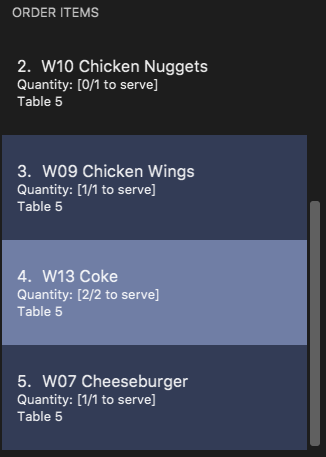 ORDER ITEMS
2. W10 Chicken Nuggets
Quantity: [0/1 to serve]
Table 5
3. W09 Chicken Wings
Quantity: [1/1 to serve]
Table 5
4. W13 Coke
Quantity: [2/2 to serve]
Table 5
5. W07 Cheeseburger
Quantity: [1/1 to serve]
Table 5